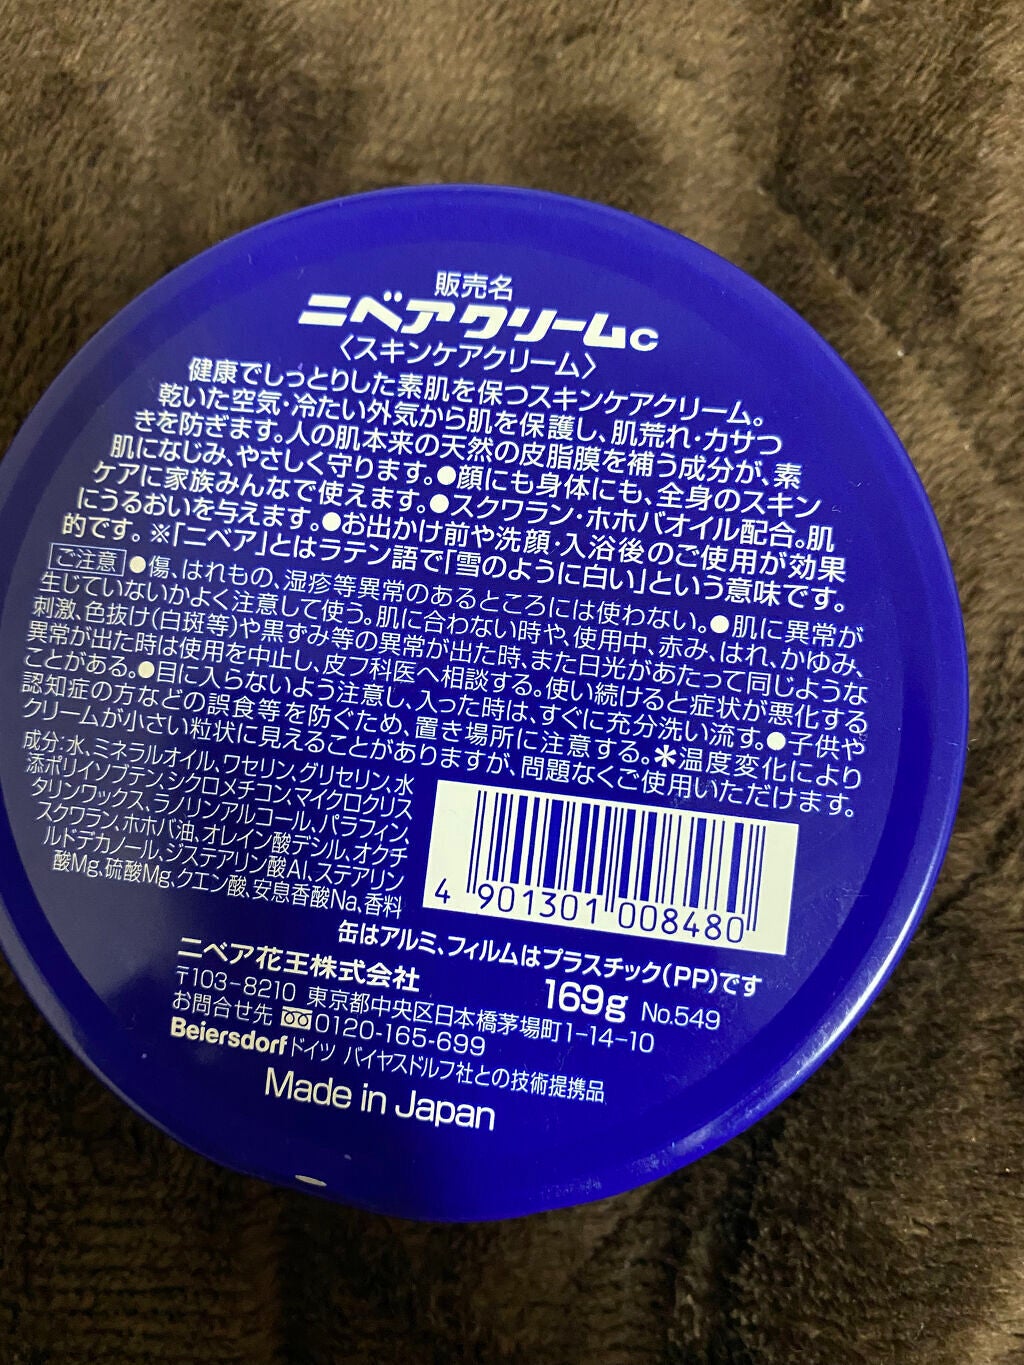 販売名
ニベアクリームc
〈スキンケアクリーム〉
健康でしっとりした素肌を保つスキンケアクリーム。
乾いた空気・冷たい外気から肌を保護し、肌荒れ・カサつ
きを防ぎます。人の肌本来の天然の皮脂膜を補う成分が、素
肌になじみ、やさしく守ります。●顔にも身体にも、全身のスキン
ケアに家族みんなで使えます。●スクワラン・ホホバオイル配合。肌
にうるおいを与えます。●お出かけ前や洗顔・入浴後のご使用が効果
的です。※「ニベア」とはラテン語で「雪のように白い」という意味です。
ご注意 ●傷、はれもの、湿疹等異常のあるところには使わない。●肌に異常が
生じていないかよく注意して使う。肌に合わない時や、使用中、赤み、はれ、かゆみ、
刺激、色抜け(白斑等)や黒ずみ等の異常が出た時、また日光があたって同じような
異常が出た時は使用を中止し、皮フ科医へ相談する。使い続けると症状が悪化する
ことがある。●目に入らないよう注意し、入った時は、すぐに充分洗い流す。●子供や
認知症の方などの誤食等を防ぐため、置き場所に注意する。＊温度変化により
クリームが小さい粒状に見えることがありますが、問題なくご使用いただけます。
成分:水、ミネラルオイル、ワセリン、グリセリン、水
添ポリイソブテン、シクロメチコン、マイクロクリス
タリンワックス、ラノリンアルコール、パラフィン、
スクワラン、ホホバ油、オレイン酸デシル、オクチ
ルドデカノール、ジステアリン酸Al、ステアリン
酸Mg、硫酸Mg、クエン酸、安息香酸Na、香料
4 901301 008480
缶はアルミ、フィルムはプラスチック(PP)です
ニベア花王株式会社 169g No.549
〒103-8210 東京都中央区日本橋茅場町1-14-10
お問合せ先 0120-165-699
Beiersdorfドイツ バイヤスドルフ社との技術提携品
Made in Japan